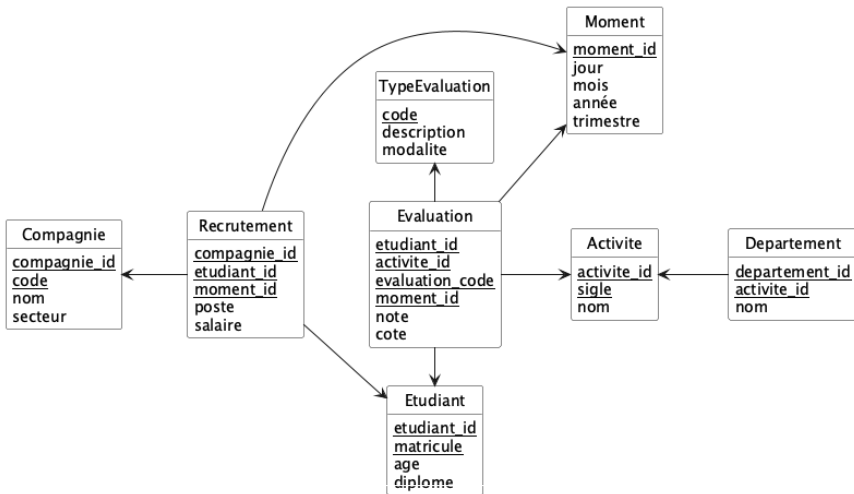 Moment
moment_id
jour
mois
année
trimestre
TypeEvaluation
code
description
modalite
Compagnie
compagnie_id
code
nom
secteur
Recrutement
compagnie_id
etudiant_id
moment_id
poste
salaire
Evaluation
etudiant_id
activite_id
evaluation_code
moment_id
note
cote
Activite
activite_id
sigle
nom
Departement
departement_id
activite_id
nom
Etudiant
etudiant_id
matricule
age
diplome